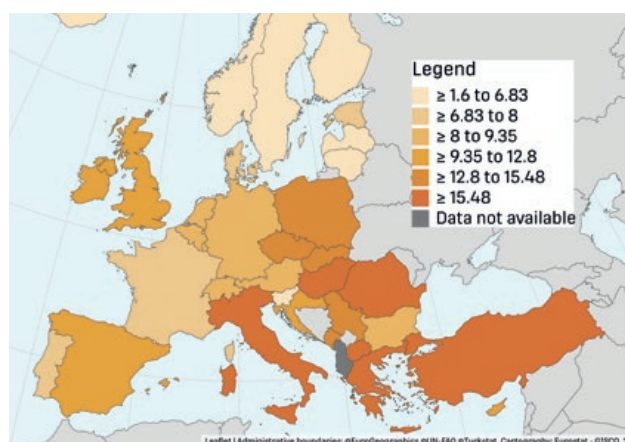 Legend
≥ 1.6 to 6.83
≥ 6.83 to 8
≥ 8 to 9.35
≥ 9.35 to 12.8
≥ 12.8 to 15.48
≥ 15.48
Data not available
Leaflet | Administrative boundaries: ©EuroGeographics ©UN-FAO ©Turkstat, Cartography: Eurostat - GISCO,